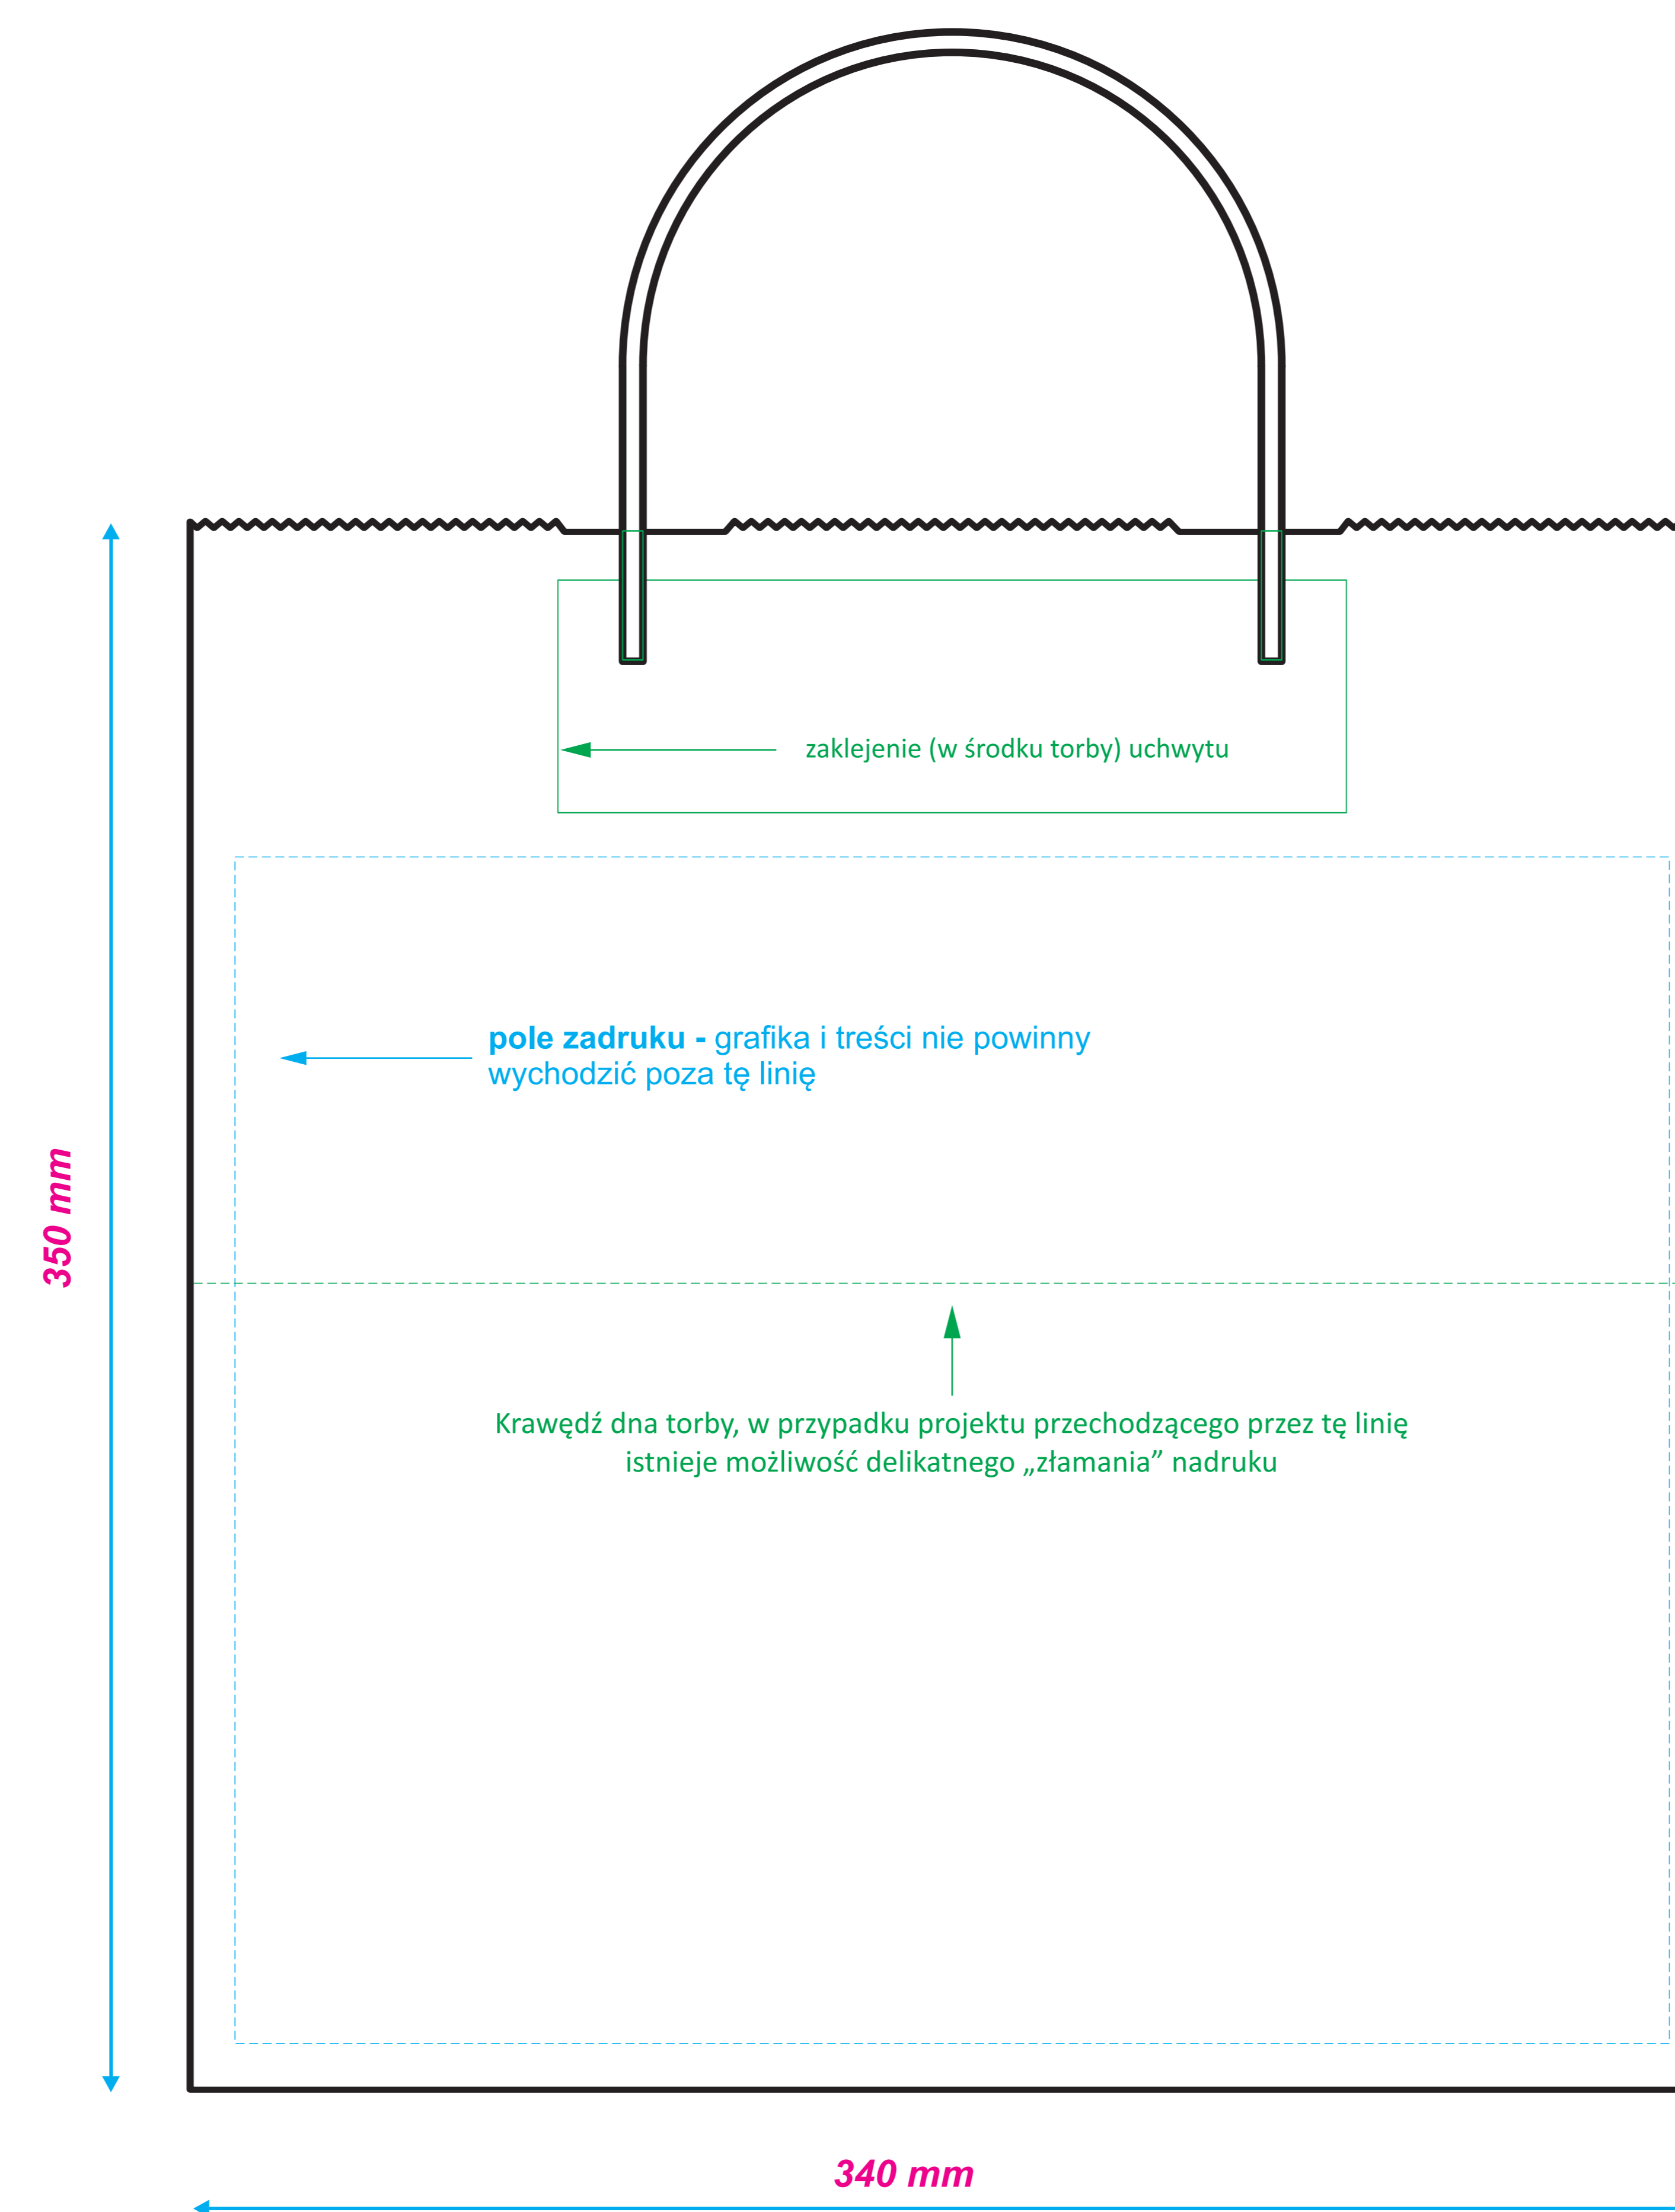 zaklejenie (w środku torby) uchwytu
pole zadruku - grafika i treści nie powinny
wychodzić poza tę linię
350 mm
Krawędź dna torby, w przypadku projektu przechodzącego przez tę linię
istnieje możliwość delikatnego „złamania” nadruku
340 mm